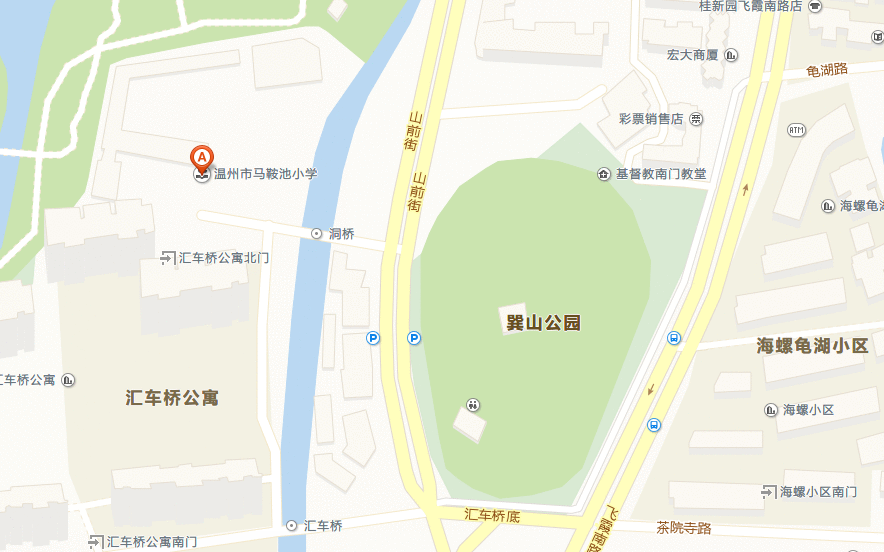 桂新园飞霞南路店
宏大商厦
龟湖路
山前街
彩票销售店
ATM
A
温州市马鞍池小学
基督教南门教堂
山前街
海螺龟湖
洞桥
汇车桥公寓北门
巽山公园
P
P
海螺龟湖小区
汇车桥公寓
汇车桥公寓
海螺小区
海螺小区南门
汇车桥底
飞霞南路
汇车桥
茶院寺路
汇车桥公寓南门